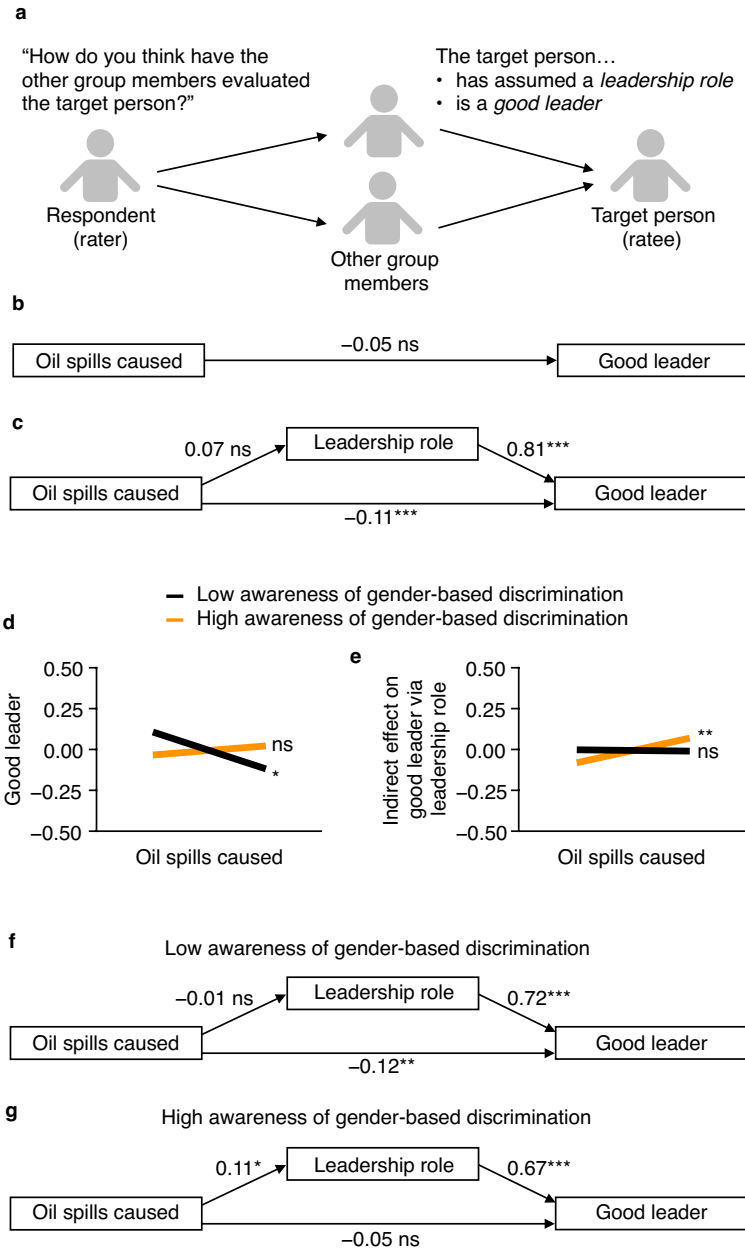 a
“How do you think have the
other group members evaluated
the target person?”
The target person…
• has assumed a leadership role
• is a good leader
Respondent
(rater)
Other group
members
Target person
(ratee)
b
Oil spills caused
−0.05 ns
Good leader
c
0.07 ns
Leadership role
0.81***
Oil spills caused
Good leader
−0.11***
Low awareness of gender-based discrimination
High awareness of gender-based discrimination
d
Good leader
0.50
0.25
0.00
−0.25
−0.50
ns
*
Oil spills caused
e
Indirect effect on
good leader via
leadership role
0.50
0.25
0.00
−0.25
−0.50
**
ns
Oil spills caused
f
Low awareness of gender-based discrimination
−0.01 ns
Leadership role
0.72***
Oil spills caused
Good leader
−0.12**
g
High awareness of gender-based discrimination
0.11*
Leadership role
0.67***
Oil spills caused
Good leader
−0.05 ns